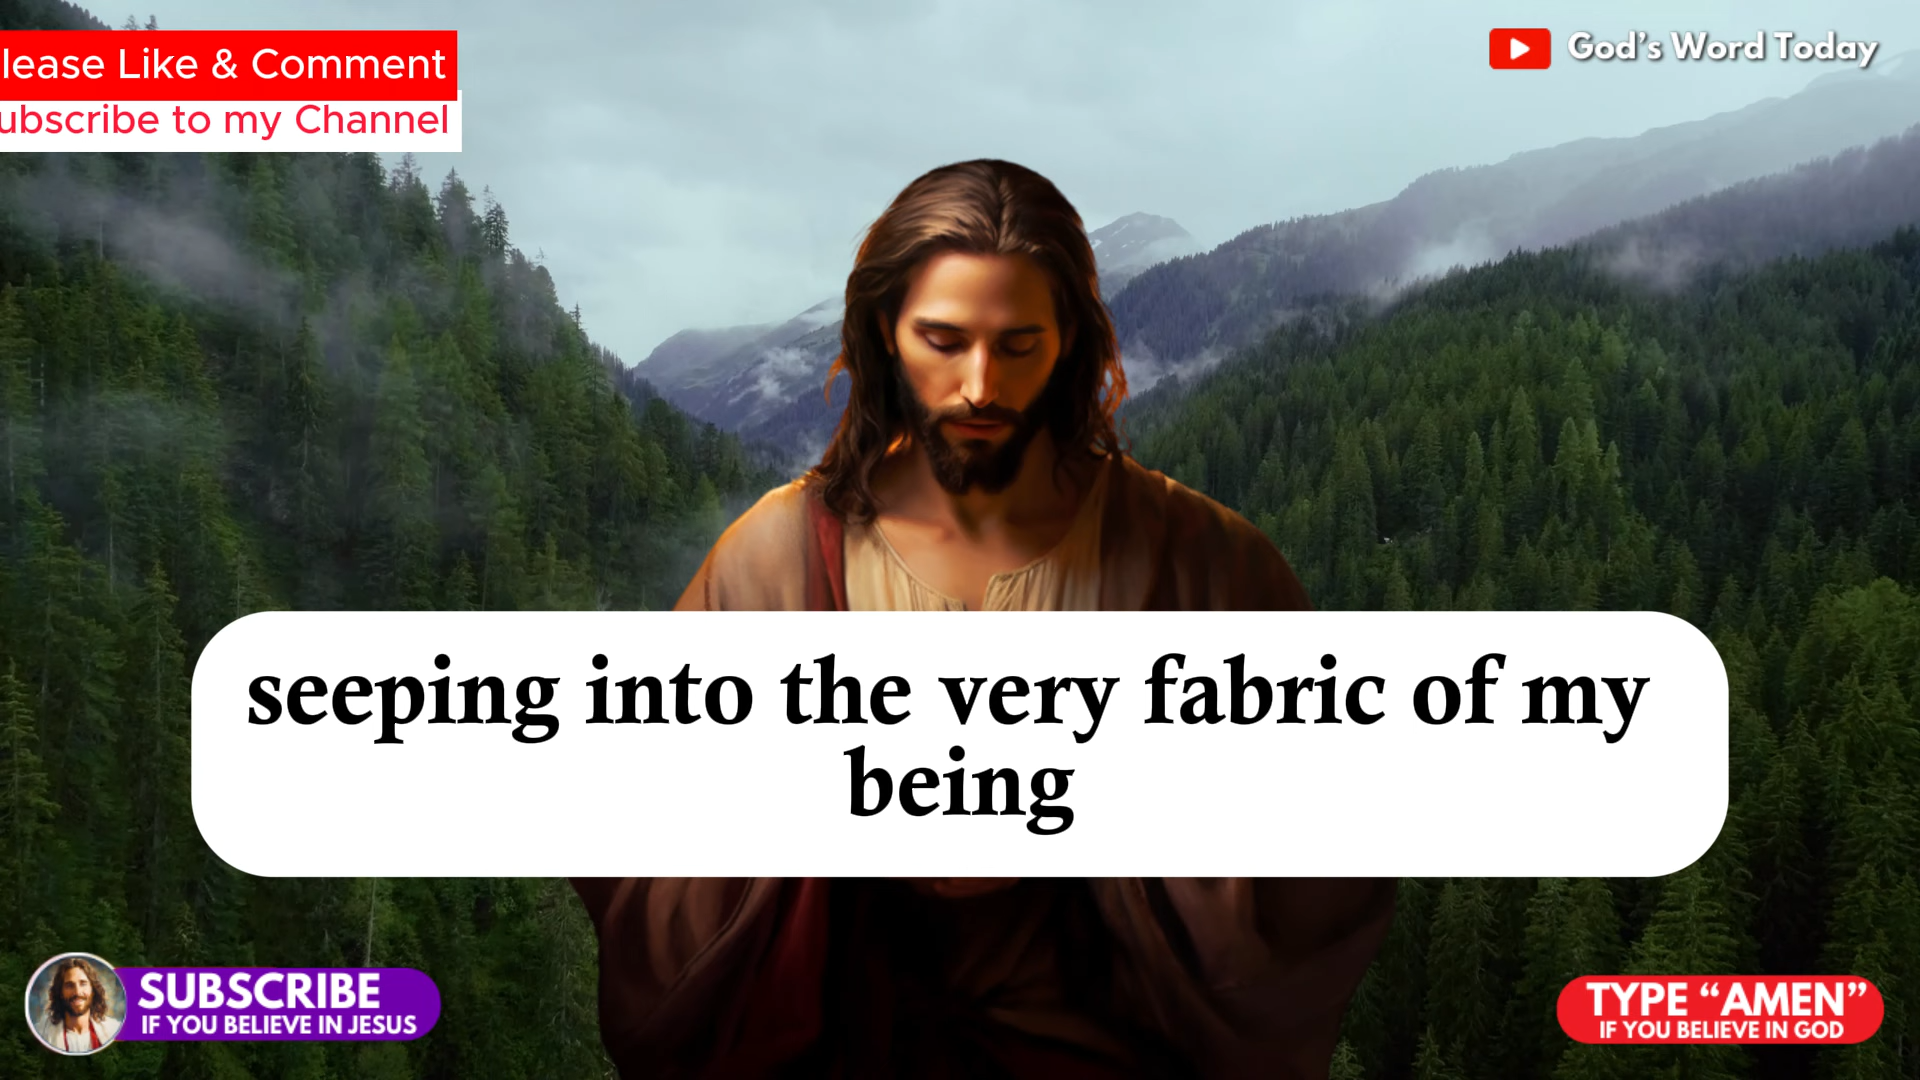 lease Like & Comment
ubscribe to my Channel
God's Word Today
seeping into the very fabric of my
being
SUBSCRIBE
IF YOU BELIEVE IN JESUS
TYPE “AMEN”
IF YOU BELIEVE IN GOD